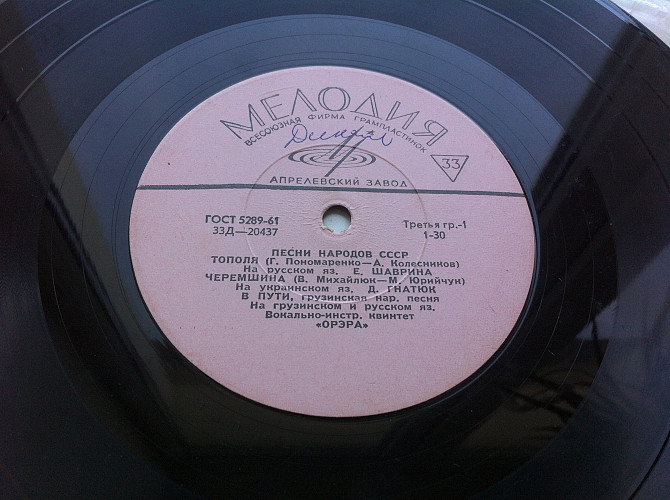 МЕЛОДИЯ
ВСЕСОЮЗНАЯ ФИРМА ГРАМПЛАСТИНОК
33
АПРЕЛЕВСКИЙ ЗАВОД
ГОСТ 5289-61
33Д—20437
Третья гр.-1
1-30
ПЕСНИ НАРОДОВ СССР
ТОПОЛЯ (Г. Пономаренко—А. Колесников)
На русском яз. Е. ШАВРИНА
ЧЕРЕМШИНА (В. Михайлюк—М. Юрийчук)
На украинском яз. Д. ГНАТЮК
В ПУТИ, грузинская нар. песня
На грузинском и русском яз.
Вокально-инстр. квинтет
«ОРЭРА»